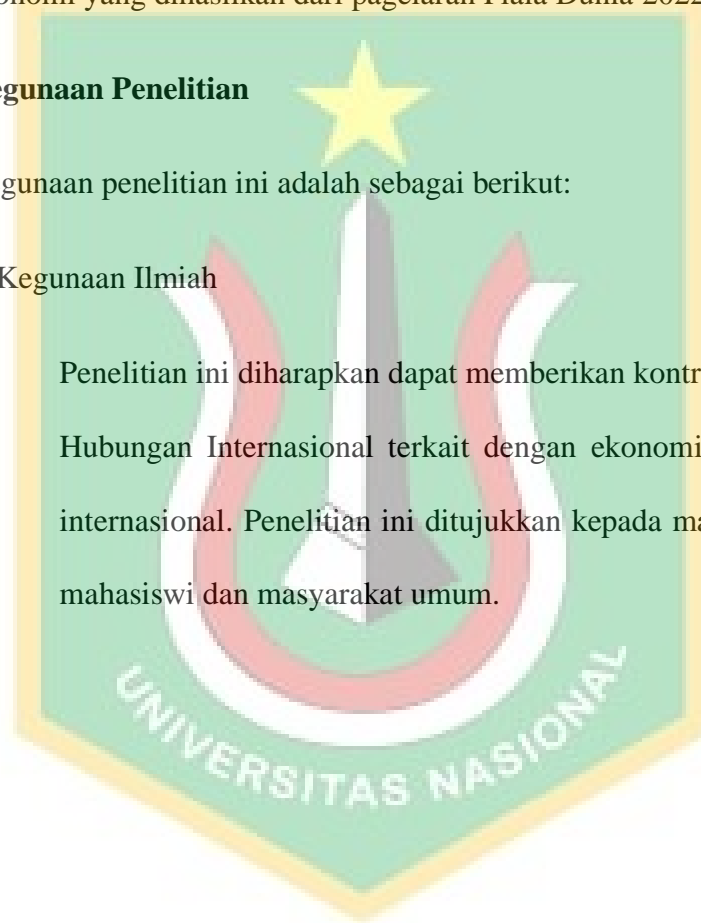 onomi yang dihasilkan dari pagelaran Piala Dunia 2022
egunaan Penelitian
gunaan penelitian ini adalah sebagai berikut:
Kegunaan Ilmiah
Penelitian ini diharapkan dapat memberikan kontr
Hubungan Internasional terkait dengan ekonomi
internasional. Penelitian ini ditujukkan kepada ma
mahasiswi dan masyarakat umum.
UNIVERSITAS NASIONAL